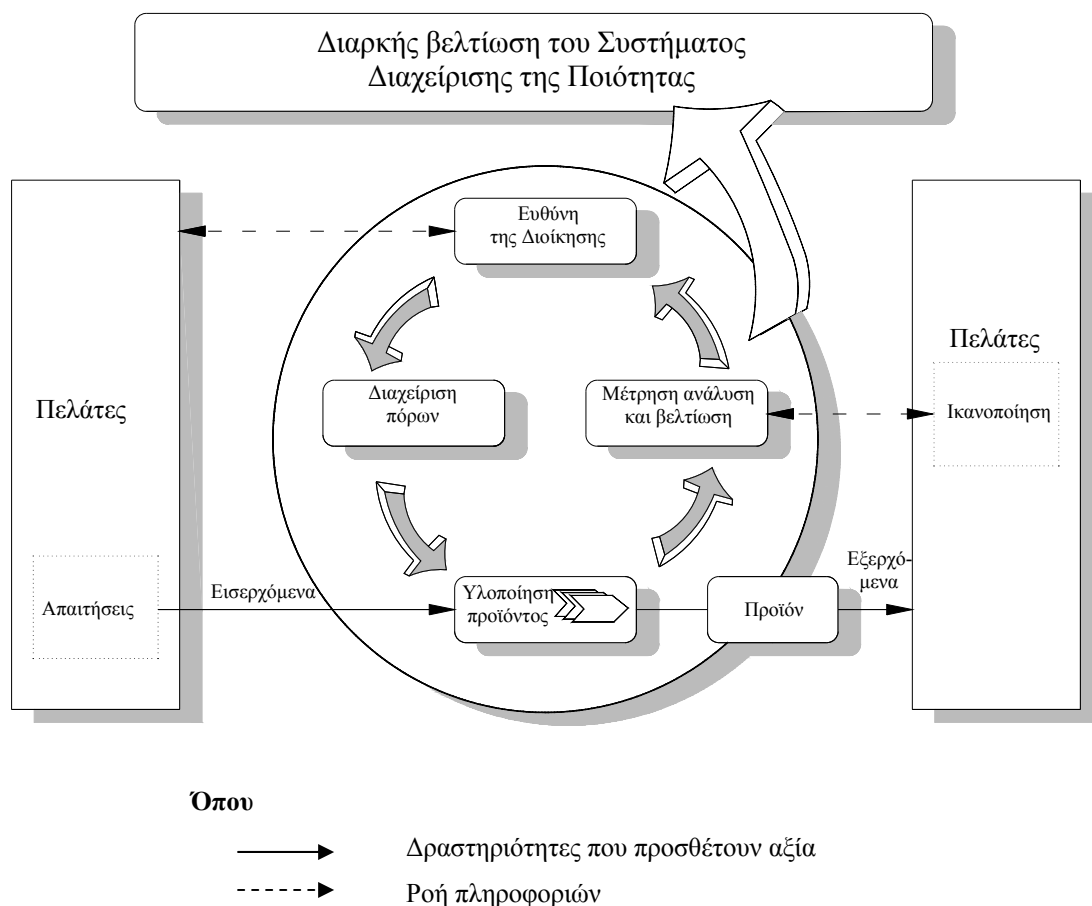 Διαρκής βελτίωση του Συστήματος
Διαχείρισης της Ποιότητας
Ευθύνη
της Διοίκησης
Πελάτες
Διαχείριση
πόρων
Μέτρηση ανάλυση
και βελτίωση
Πελάτες
Ικανοποίηση
Απαιτήσεις
Εισερχόμενα
Υλοποίηση
προϊόντος
Προϊόν
Εξερχό-
μενα
Όπου
Δραστηριότητες που προσθέτουν αξία
Ροή πληροφοριών